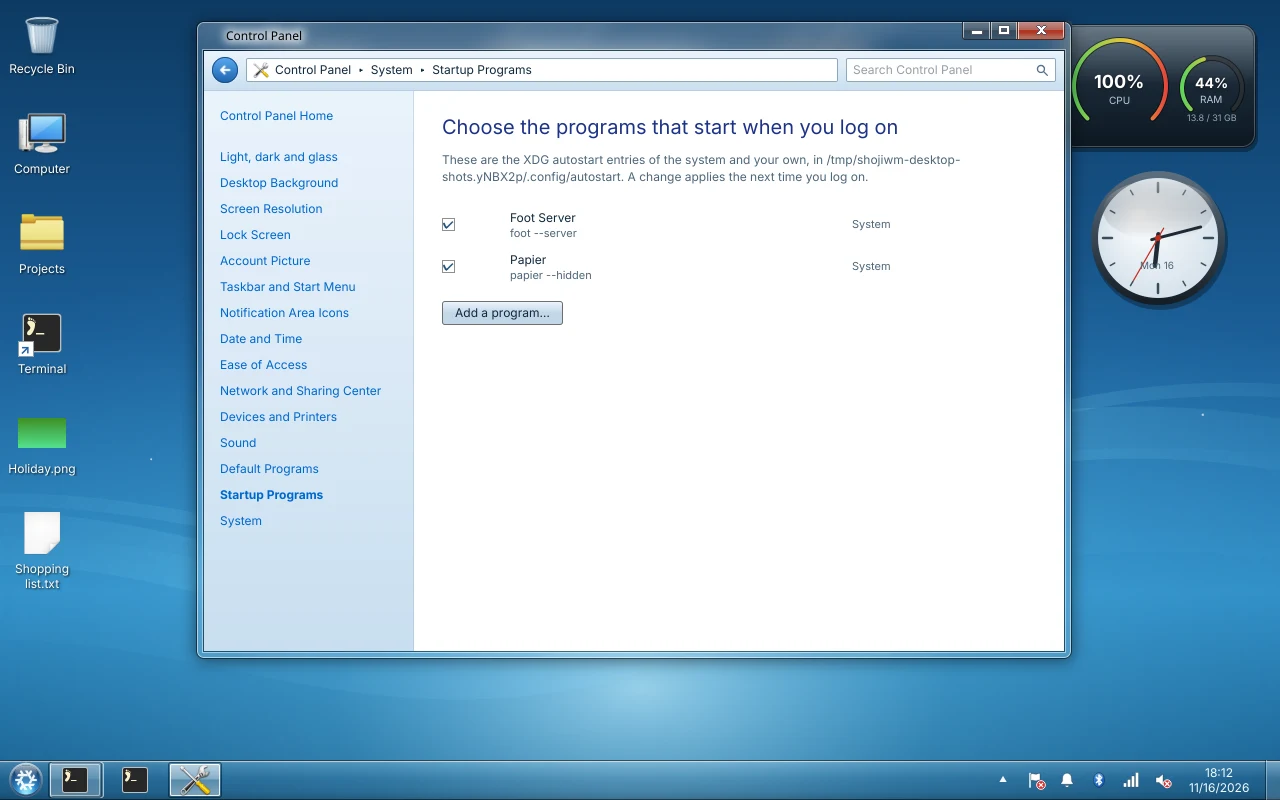 Recycle Bin
Computer
Projects
Terminal
Holiday.png
Shopping
list.txt
Control Panel
Control Panel ▸ System ▸ Startup Programs
Search Control Panel
Control Panel Home
Light, dark and glass
Desktop Background
Screen Resolution
Lock Screen
Account Picture
Taskbar and Start Menu
Notification Area Icons
Date and Time
Ease of Access
Network and Sharing Center
Devices and Printers
Sound
Default Programs
Startup Programs
System
Choose the programs that start when you log on
These are the XDG autostart entries of the system and your own, in /tmp/shojiwm-desktop-
shots.yNBX2p/.config/autostart. A change applies the next time you log on.
Foot Server
foot --server
System
Papier
papier --hidden
System
Add a program...
100%
CPU
44%
RAM
13.8 / 31 GB
Mon 16
18:12
11/16/2026